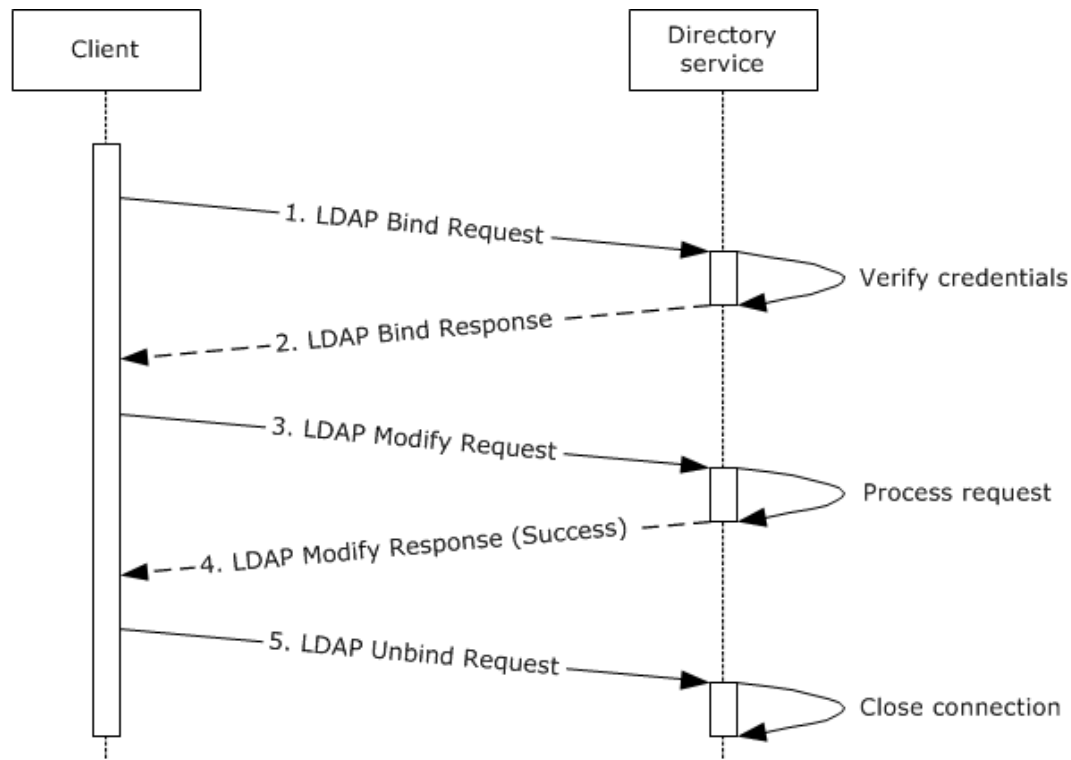 Client
Directory
service
1. LDAP Bind Request
Verify credentials
2. LDAP Bind Response
3. LDAP Modify Request
Process request
4. LDAP Modify Response (Success)
5. LDAP Unbind Request
Close connection